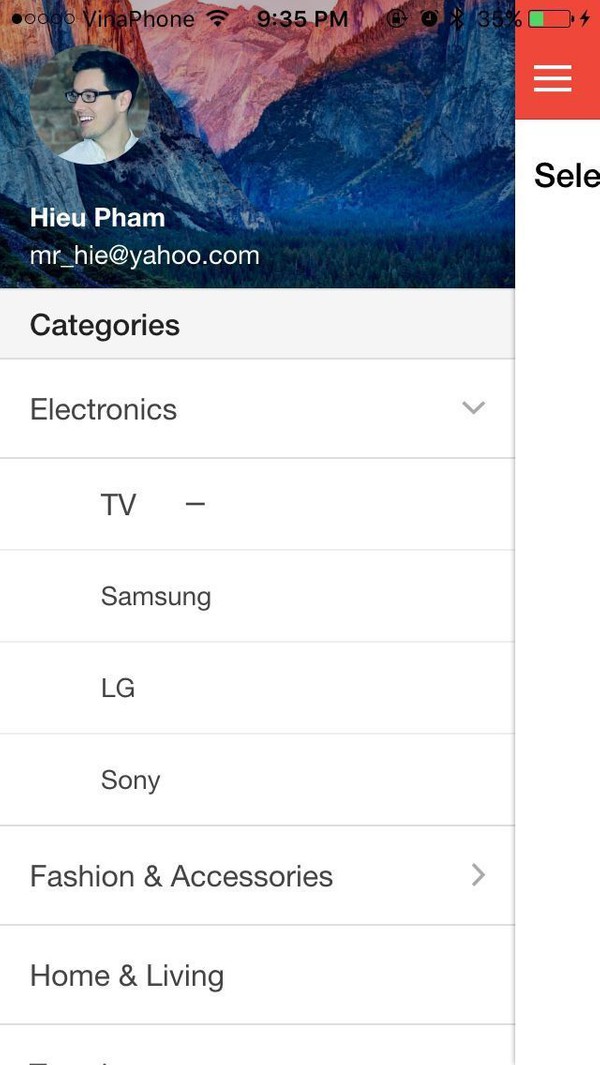 VinaPhone 9:35 PM 35%
Hieu Pham
mr_hie@yahoo.com
Sele
Categories
Electronics
TV
Samsung
LG
Sony
Fashion & Accessories
Home & Living